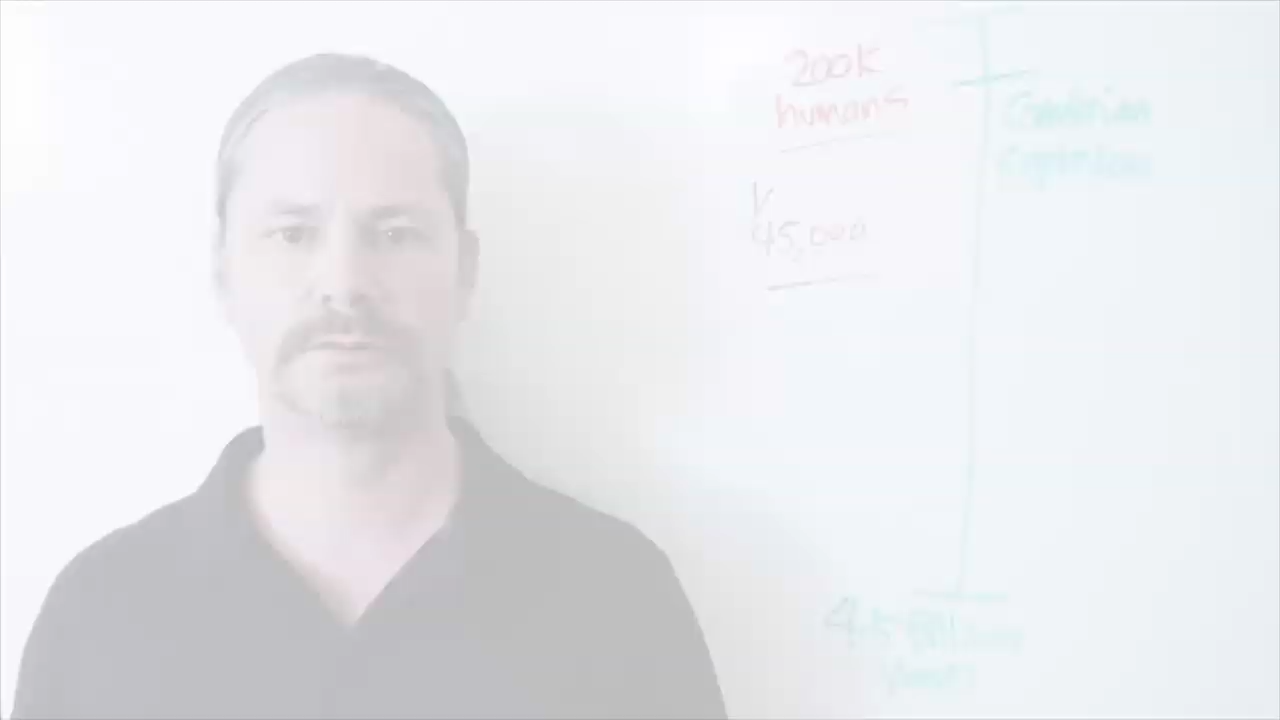 200k
humans
45,000
Cambrian
Explosion
4.5 Billion
years